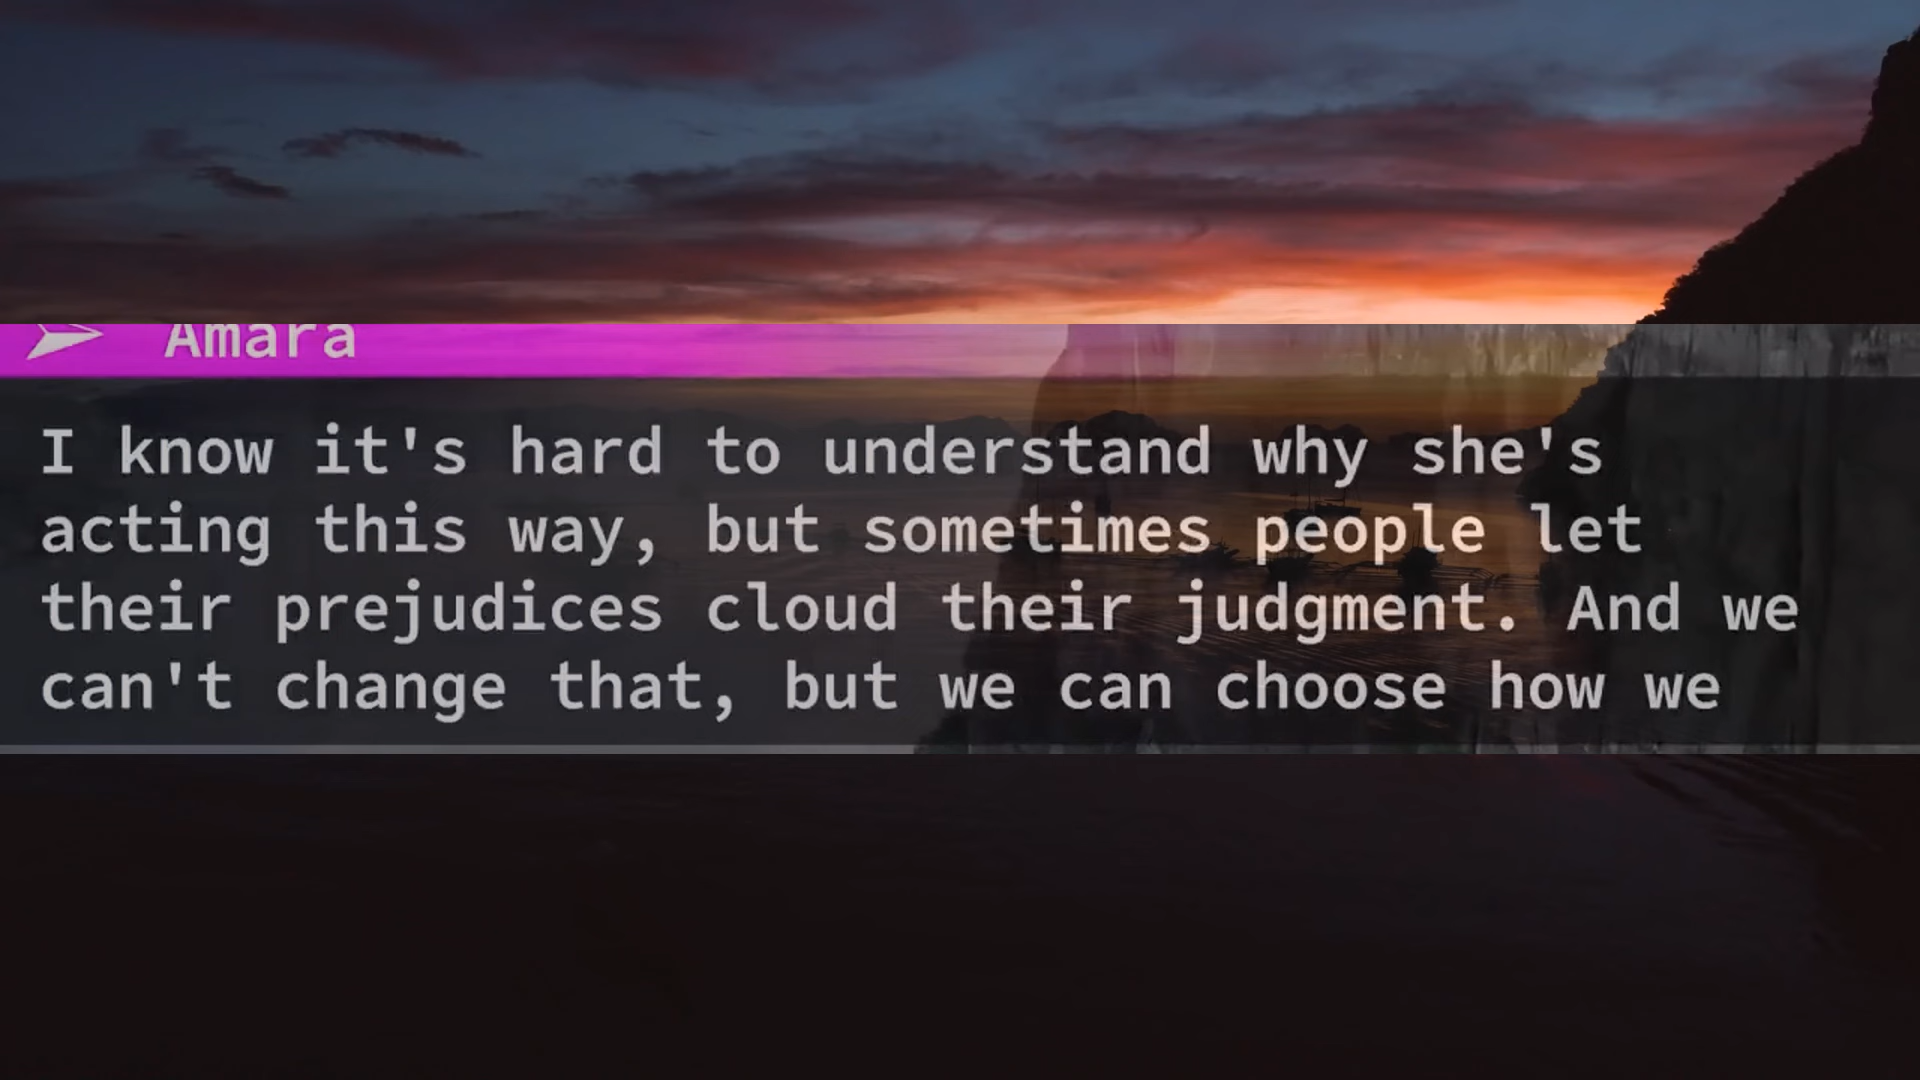 Amara
I know it's hard to understand why she's
acting this way, but sometimes people let
their prejudices cloud their judgment. And we
can't change that, but we can choose how we